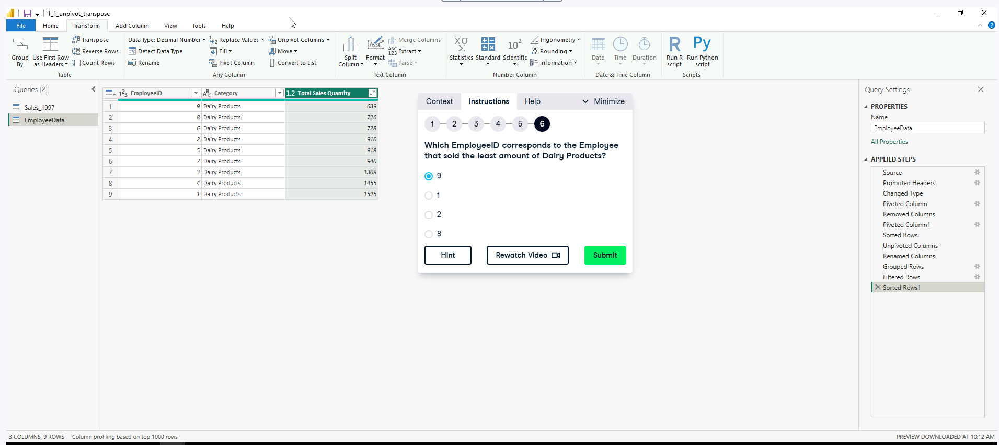 1_1_unpivot_transpose
File Home Transform Add Column View Tools Help
Group By
Use First Row as Headers
Transpose
Reverse Rows
Count Rows
Table
Data Type: Decimal Number
Detect Data Type
Rename
Replace Values
Fill
Pivot Column
Unpivot Columns
Move
Convert to List
Any Column
Split Column
Format
Merge Columns
Extract
Parse
Text Column
Statistics
Standard
Scientific
Trigonometry
Rounding
Information
Number Column
Date
Time
Duration
Date & Time Column
R
Run R script
Py
Run Python script
Scripts
Queries [2]
Sales_1997
EmployeeData
EmployeeID Category Total Sales Quantity
1 9 Dairy Products 639
2 8 Dairy Products 726
3 6 Dairy Products 728
4 2 Dairy Products 910
5 5 Dairy Products 918
6 7 Dairy Products 940
7 3 Dairy Products 1308
8 4 Dairy Products 1455
9 1 Dairy Products 1525
Context Instructions Help Minimize
1 2 3 4 5 6
Which EmployeeID corresponds to the Employee
that sold the least amount of Dairy Products?
9
1
2
8
Hint Rewatch Video Submit
Query Settings
PROPERTIES
Name
EmployeeData
All Properties
APPLIED STEPS
Source
Promoted Headers
Changed Type
Pivoted Column
Removed Columns
Pivoted Column1
Sorted Rows
Unpivoted Columns
Renamed Columns
Grouped Rows
Filtered Rows
Sorted Rows1
3 COLUMNS, 9 ROWS Column profiling based on top 1000 rows
PREVIEW DOWNLOADED AT 10:12 AM